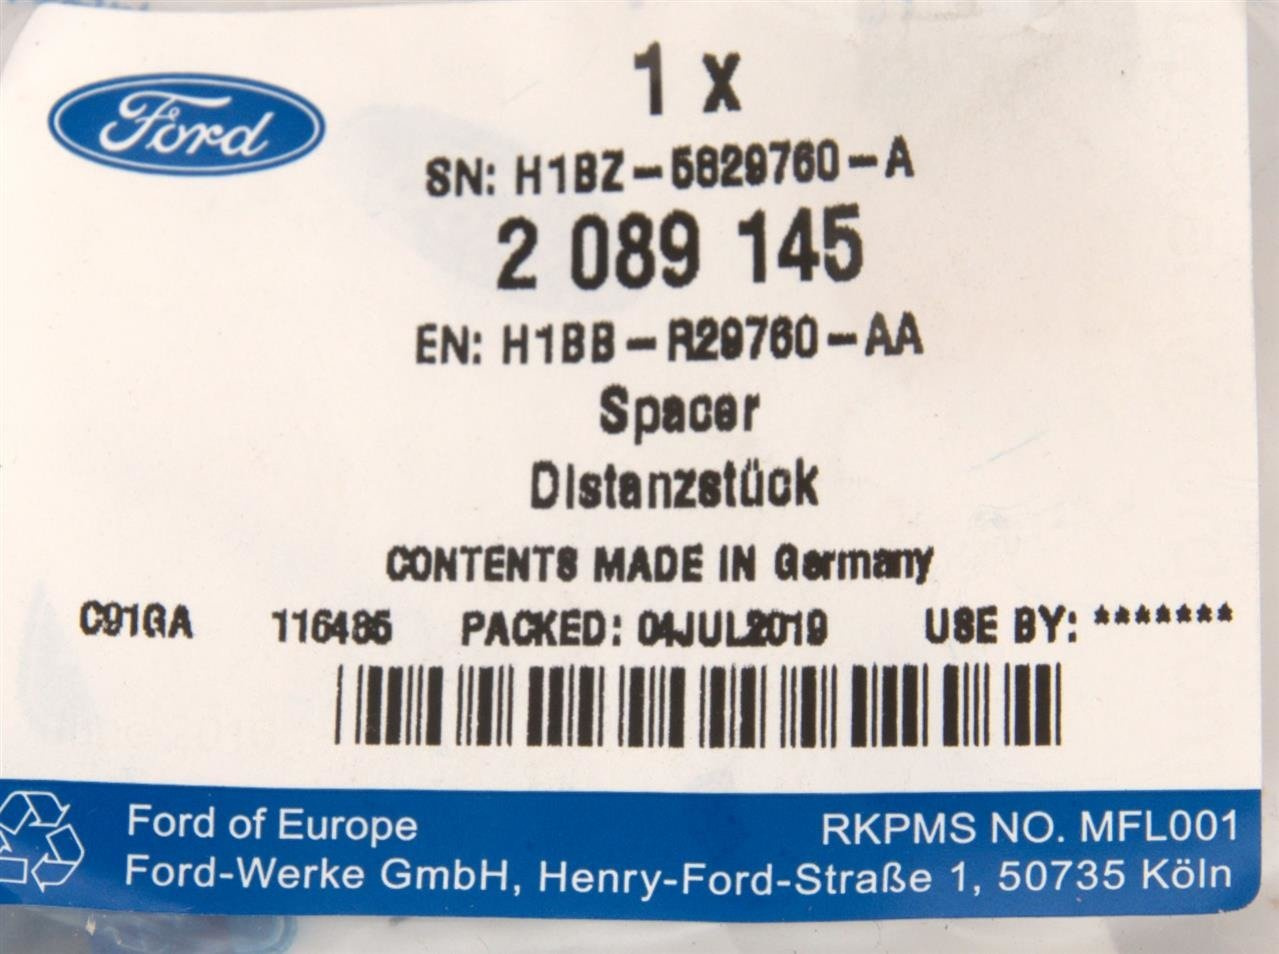 Ford
1 x
SN: H1BZ-5829760-A
2 089 145
EN: H1BB-R29760-AA
Spacer
Distanzstück
CONTENTS MADE IN Germany
C91GA 116485 PACKED: 04JUL2019 USE BY: *******
Ford of Europe RKPMS NO. MFL001
Ford-Werke GmbH, Henry-Ford-Straße 1, 50735 Köln